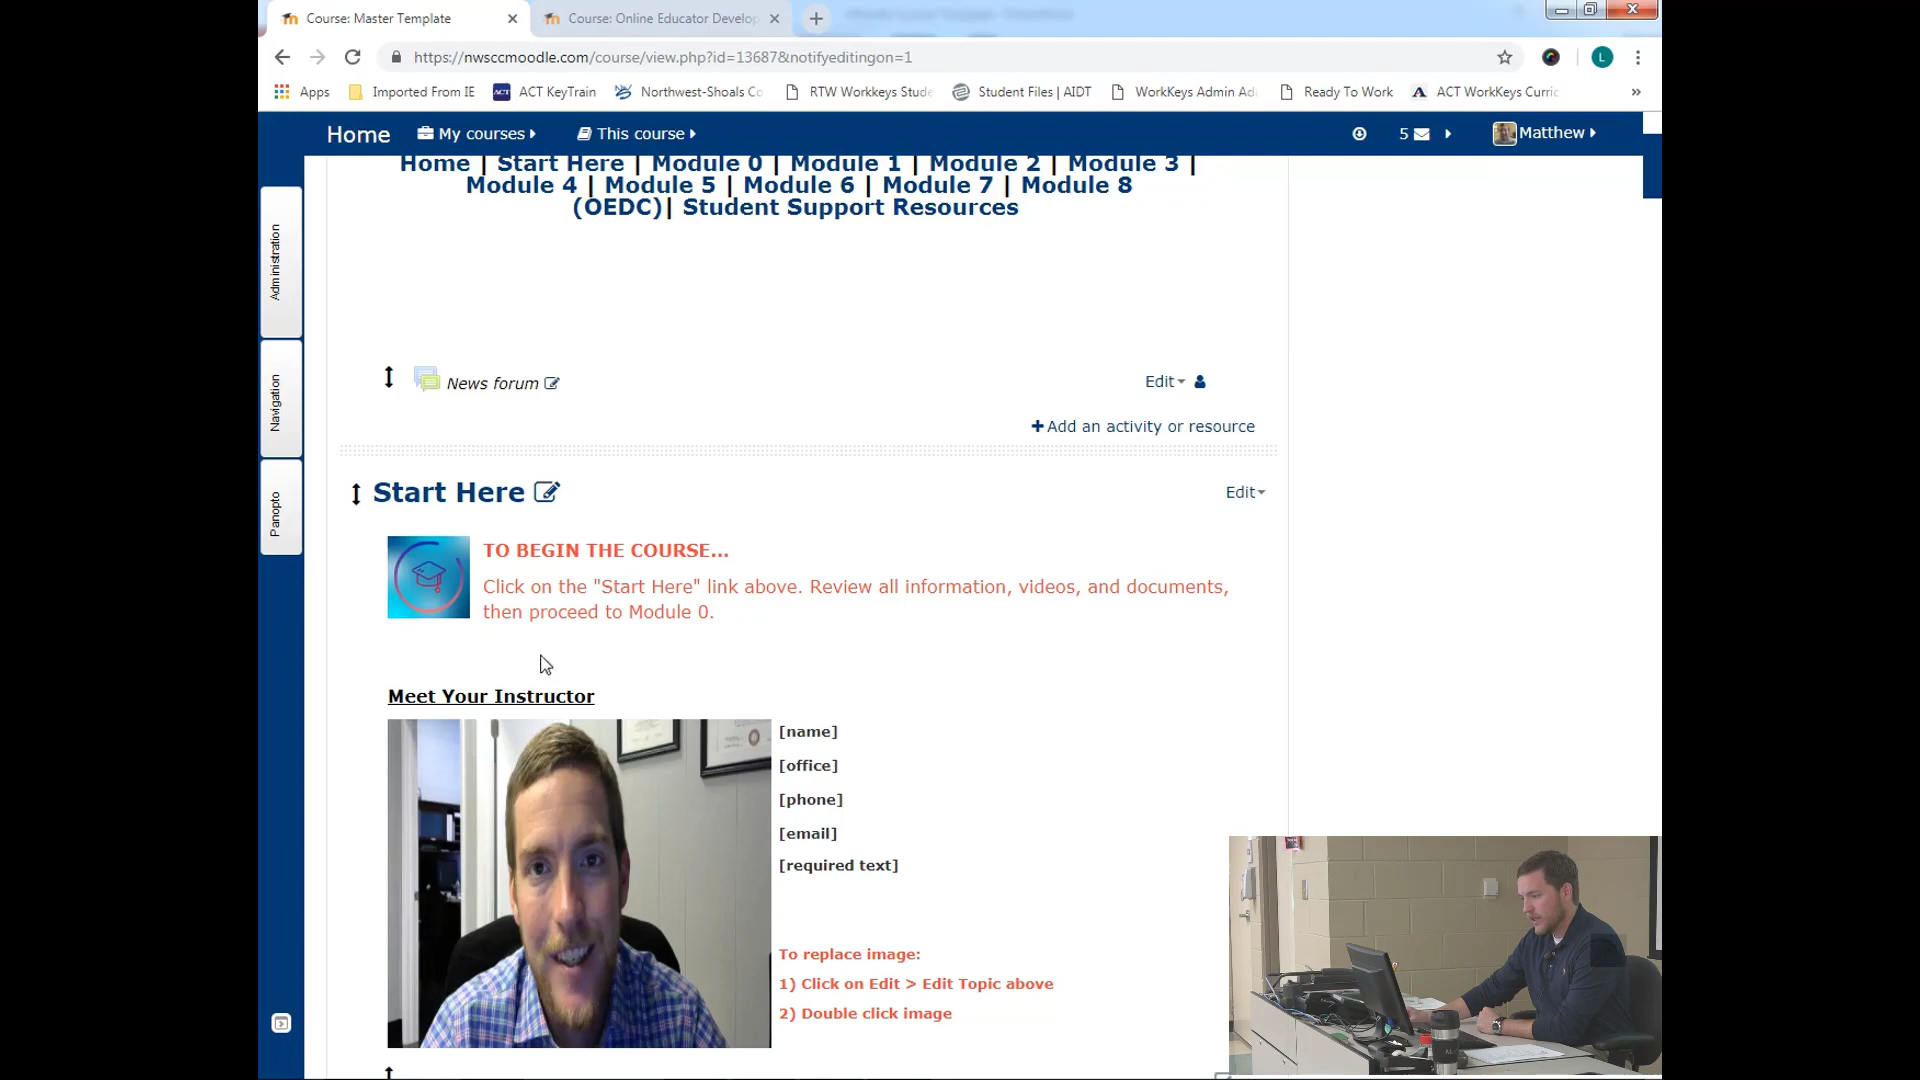 Course: Master Template
Course: Online Educator Develop
https://nwsccmoodle.com/course/view.php?id=13687&notifyeditingon=1
L
Apps
Imported From IE
ACT KeyTrain
Northwest-Shoals Co
RTW Workkeys Stude
Student Files | AIDT
WorkKeys Admin Ad
Ready To Work
ACT WorkKeys Curric
»
Home
My courses
This course
5
Matthew
Home | Start Here | Module 0 | Module 1 | Module 2 | Module 3 |
Module 4 | Module 5 | Module 6 | Module 7 | Module 8
(OEDC)| Student Support Resources
Administration
Navigation
Panopto
News forum
Edit
Add an activity or resource
Start Here
Edit
TO BEGIN THE COURSE...
Click on the "Start Here" link above. Review all information, videos, and documents,
then proceed to Module 0.
Meet Your Instructor
[name]
[office]
[phone]
[email]
[required text]
To replace image:
1) Click on Edit > Edit Topic above
2) Double click image